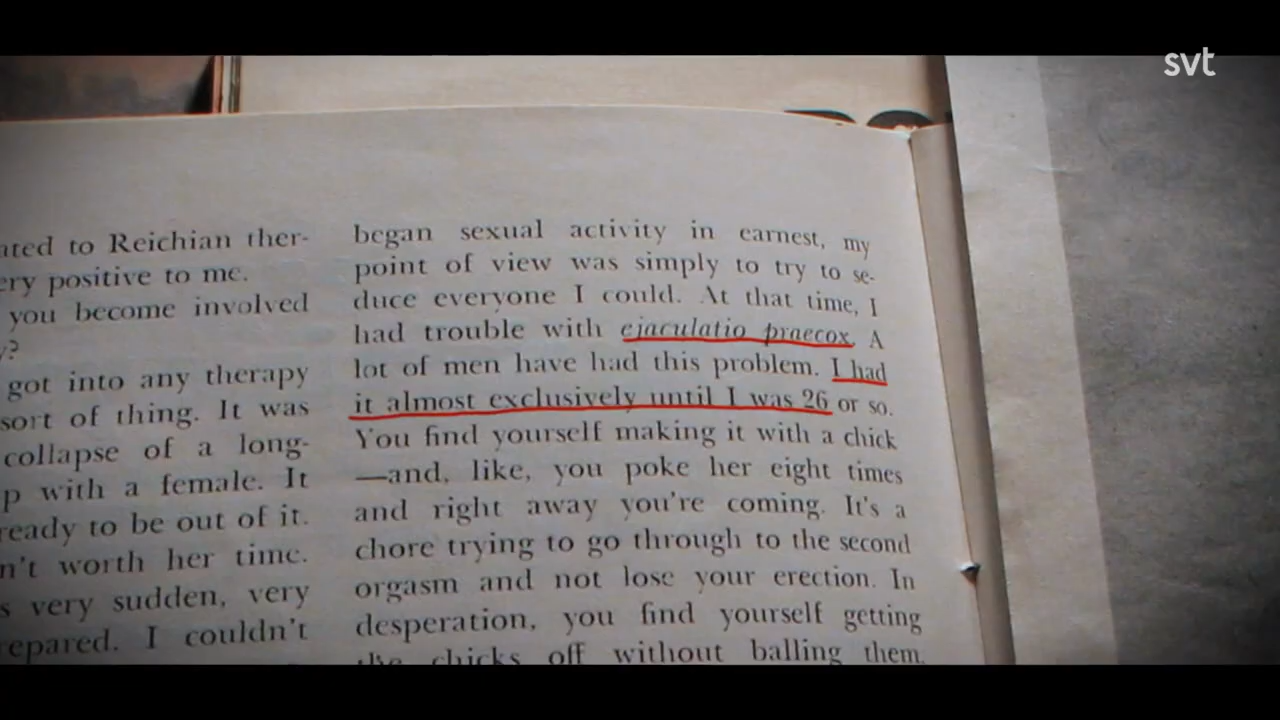 svt
ated to Reichian ther-
ery positive to me.
you become involved
y?
got into any therapy
sort of thing. It was
collapse of a long-
p with a female. It
ready to be out of it.
n't worth her time.
s very sudden, very
repared. I couldn't
began sexual activity in earnest, my
point of view was simply to try to se-
duce everyone I could. At that time, I
had trouble with ejaculatio praecox. A
lot of men have had this problem. I had
it almost exclusively until I was 26 or so.
You find yourself making it with a chick
—and, like, you poke her eight times
and right away you're coming. It's a
chore trying to go through to the second
orgasm and not lose your erection. In
desperation, you find yourself getting
the chicks off without balling them.